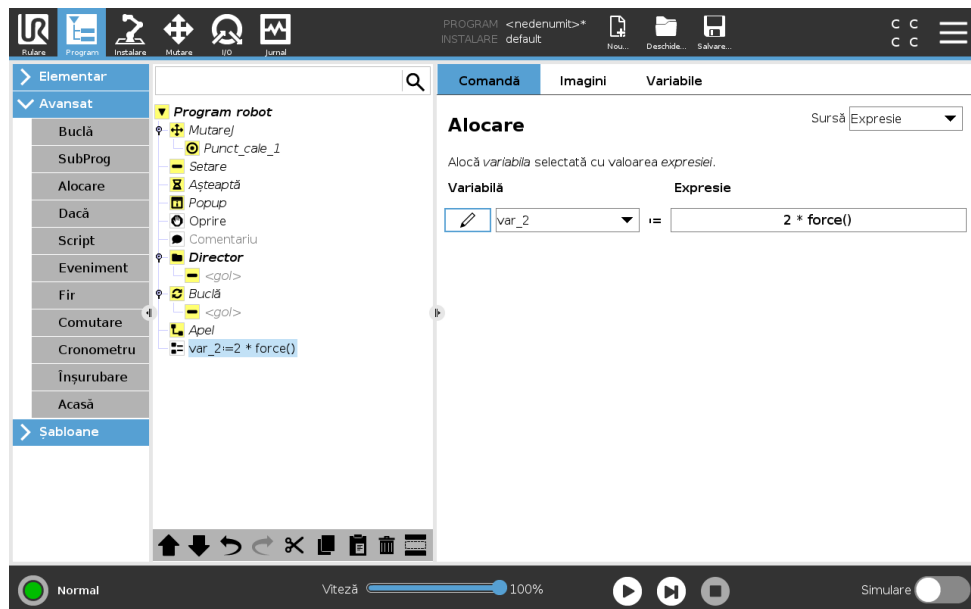 PROGRAM <nedenumit>*
INSTALARE default
Rulare Program Instalare Mutare I/O Jurnal Nou... Deschide... Salvare...
C C
C C
Elementar
Avansat
Buclă
SubProg
Alocare
Dacă
Script
Eveniment
Fir
Comutare
Cronometru
Înșurubare
Acasă
Șabloane
Program robot
MutareJ
Punct_cale_1
Setare
Așteaptă
Popup
Oprire
Comentariu
Director
<gol>
Buclă
<gol>
Apel
var_2:=2 * force()
Comandă Imagini Variabile
Alocare
Sursă Expresie
Alocă variabila selectată cu valoarea expresiei.
Variabilă Expresie
var_2 := 2 * force()
Normal Viteză 100% Simulare